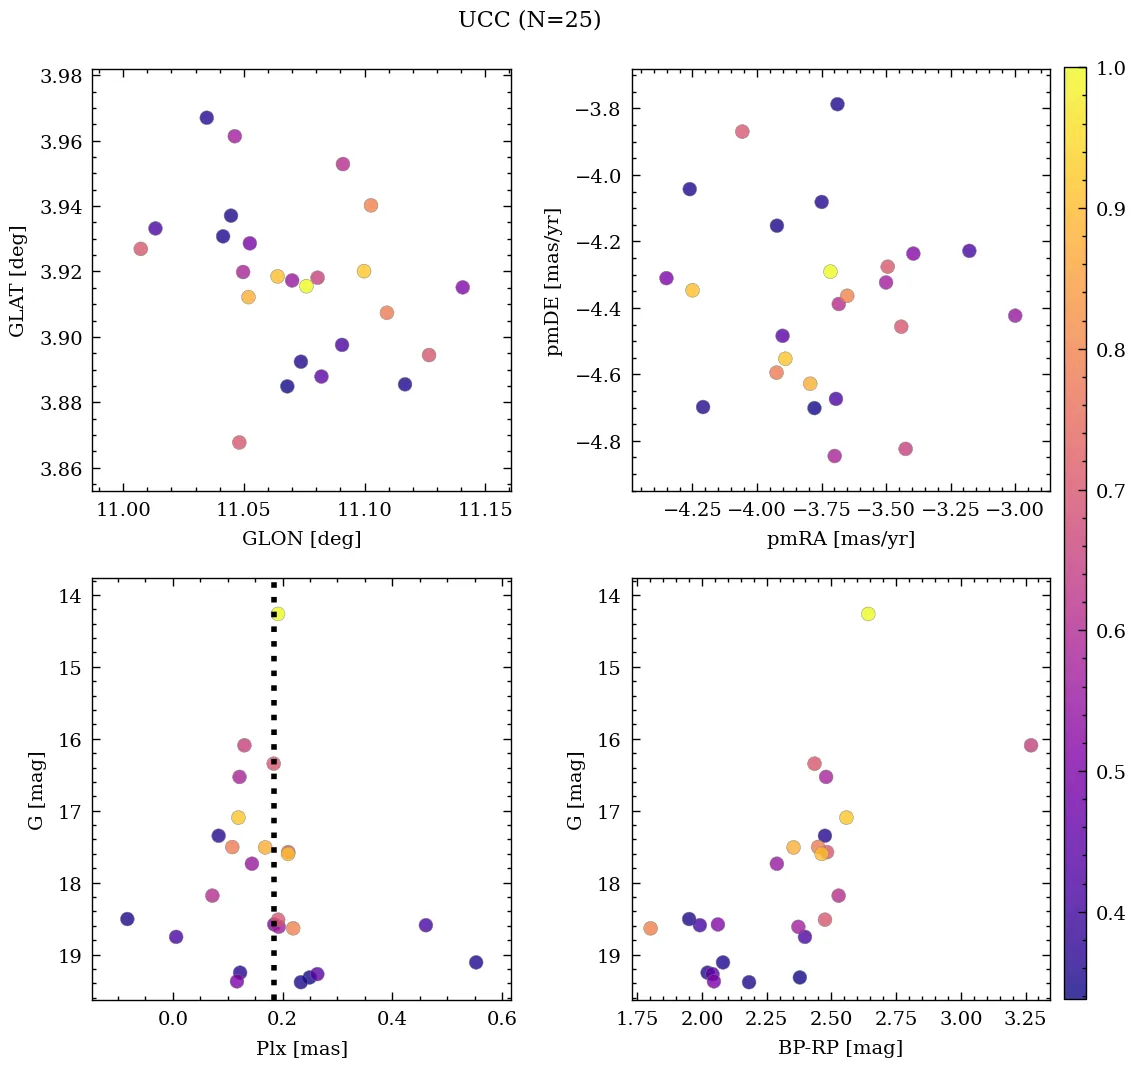 UCC (N=25)
3.98
3.96
3.94
3.92
3.90
3.88
3.86
GLAT [deg]
11.00 11.05 11.10 11.15
GLON [deg]
−3.8
−4.0
−4.2
−4.4
−4.6
−4.8
pmDE [mas/yr]
−4.25 −4.00 −3.75 −3.50 −3.25 −3.00
pmRA [mas/yr]
14
15
16
17
18
19
G [mag]
0.0 0.2 0.4 0.6
Plx [mas]
14
15
16
17
18
19
G [mag]
1.75 2.00 2.25 2.50 2.75 3.00 3.25
BP-RP [mag]
1.0
0.9
0.8
0.7
0.6
0.5
0.4